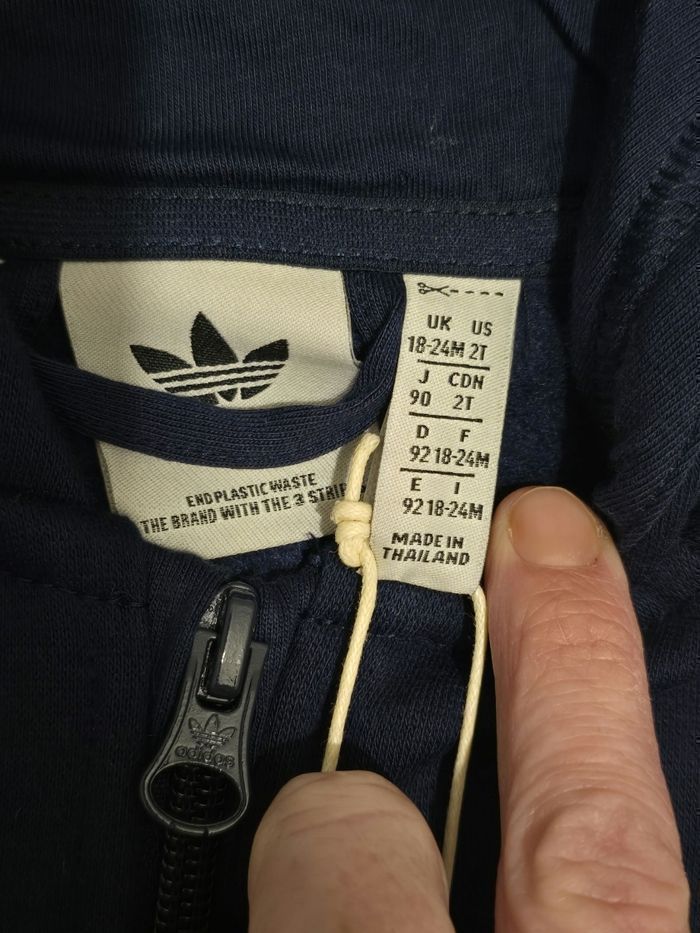 END PLASTIC WASTE
THE BRAND WITH THE 3
UK US
18-24M 2T
J CDN
90 2T
D F
92 18-24M
E I
92 18-24M
MADE IN
THAILAND
adidas